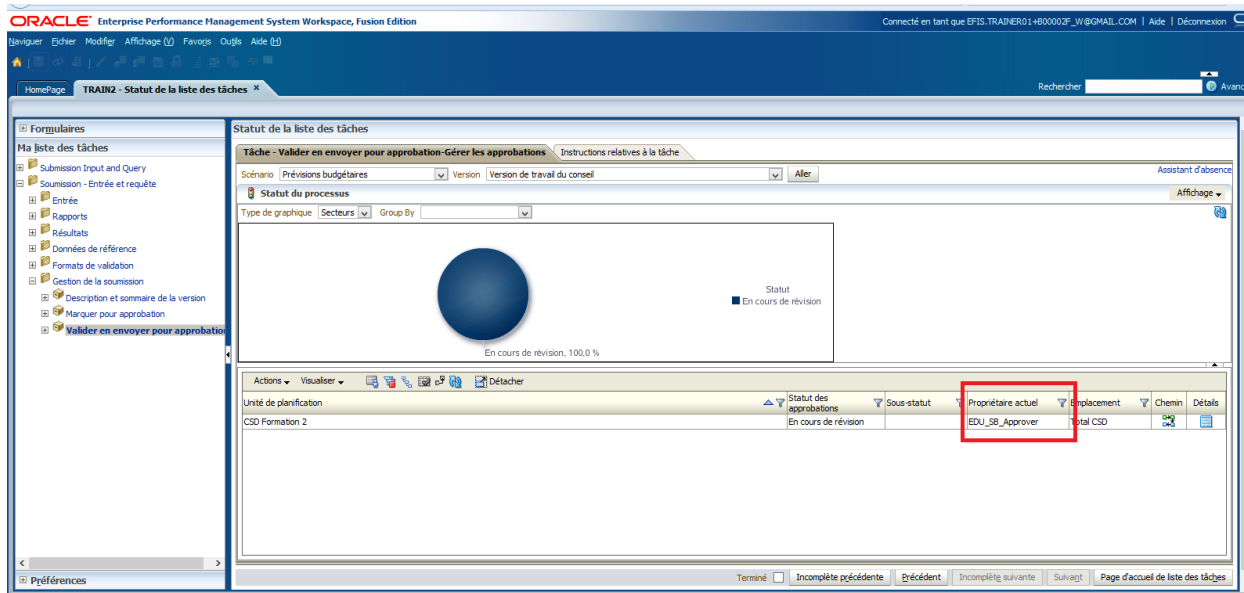 ORACLE Enterprise Performance Management System Workspace, Fusion Edition
Connecté en tant que EFIS.TRAINER01+B00002F_W@GMAIL.COM | Aide | Déconnexion
Naviguer Fichier Modifier Affichage (V) Favoris Outils Aide (H)
HomePage TRAIN2 - Statut de la liste des tâches ×
Rechercher Avanc
Formulaires
Ma liste des tâches
Submission Input and Query
Soumission - Entrée et requête
Entrée
Rapports
Résultats
Données de référence
Formats de validation
Gestion de la soumission
Description et sommaire de la version
Marquer pour approbation
Valider en envoyer pour approbation
Préférences
Statut de la liste des tâches
Tâche - Valider en envoyer pour approbation-Gérer les approbations Instructions relatives à la tâche
Scénario Prévisions budgétaires Version Version de travail du conseil Aller
Assistant d'absence
Statut du processus Affichage
Type de graphique Secteurs Group By
Statut
En cours de révision
En cours de révision, 100,0 %
Actions Visualiser Détacher
Unité de planification Statut des approbations Sous-statut Propriétaire actuel Emplacement Chemin Détails
CSD Formation 2 En cours de révision EDU_SB_Approver Total CSD
Terminé Incomplète précédente Précédent Incomplète suivante Suivant Page d'accueil de liste des tâches